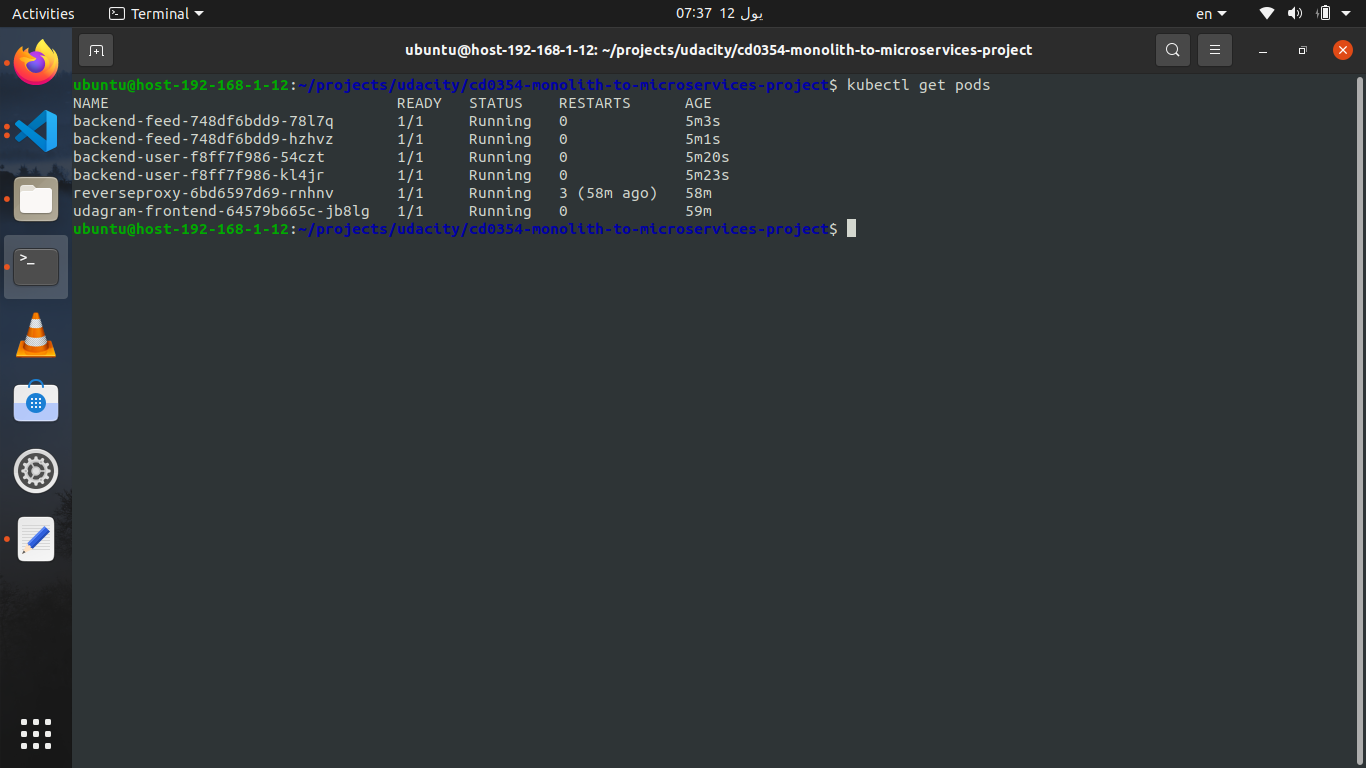 Activities Terminal 07:37 12 يول en
ubuntu@host-192-168-1-12: ~/projects/udacity/cd0354-monolith-to-microservices-project
ubuntu@host-192-168-1-12:~/projects/udacity/cd0354-monolith-to-microservices-project$ kubectl get pods
NAME READY STATUS RESTARTS AGE
backend-feed-748df6bdd9-78l7q 1/1 Running 0 5m3s
backend-feed-748df6bdd9-hzhvz 1/1 Running 0 5m1s
backend-user-f8ff7f986-54czt 1/1 Running 0 5m20s
backend-user-f8ff7f986-kl4jr 1/1 Running 0 5m23s
reverseproxy-6bd6597d69-rnhnv 1/1 Running 3 (58m ago) 58m
udagram-frontend-64579b665c-jb8lg 1/1 Running 0 59m
ubuntu@host-192-168-1-12:~/projects/udacity/cd0354-monolith-to-microservices-project$